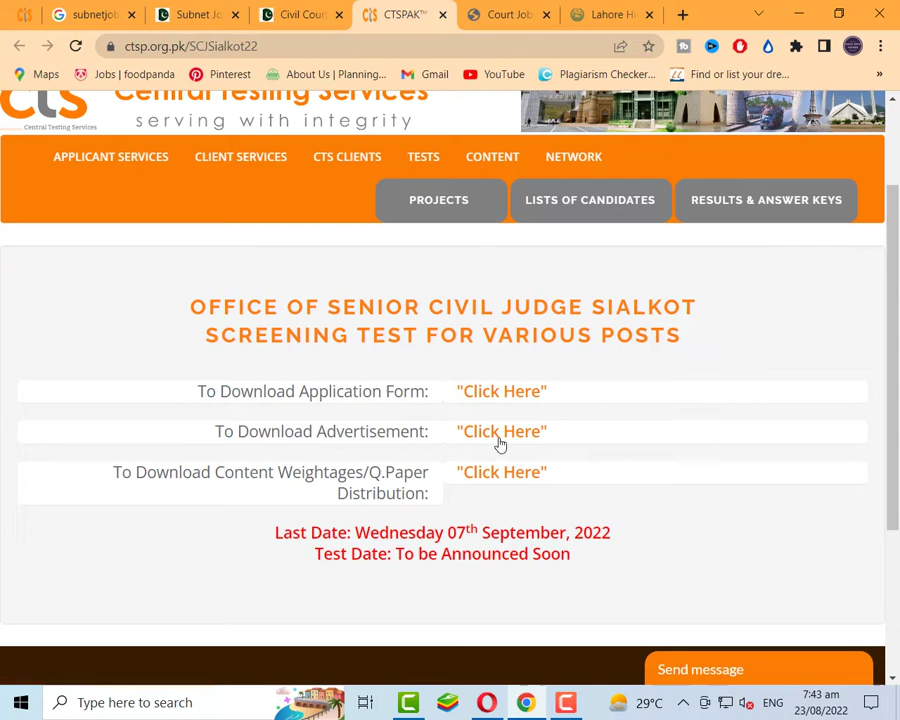 subnetjob
Subnet Jo
Civil Cour
CTSPAK™
Court Job
Lahore Hi
ctsp.org.pk/SCJSialkot22
Maps
Jobs | foodpanda
Pinterest
About Us | Planning...
Gmail
YouTube
Plagiarism Checker...
Find or list your dre...
»
cts Central Testing Services
Central Testing Services
serving with integrity
APPLICANT SERVICES CLIENT SERVICES CTS CLIENTS TESTS CONTENT NETWORK
PROJECTS LISTS OF CANDIDATES RESULTS & ANSWER KEYS
OFFICE OF SENIOR CIVIL JUDGE SIALKOT
SCREENING TEST FOR VARIOUS POSTS
To Download Application Form: "Click Here"
To Download Advertisement: "Click Here"
To Download Content Weightages/Q.Paper "Click Here"
Distribution:
Last Date: Wednesday 07th September, 2022
Test Date: To be Announced Soon
Send message
Type here to search
29°C
ENG
7:43 am
23/08/2022